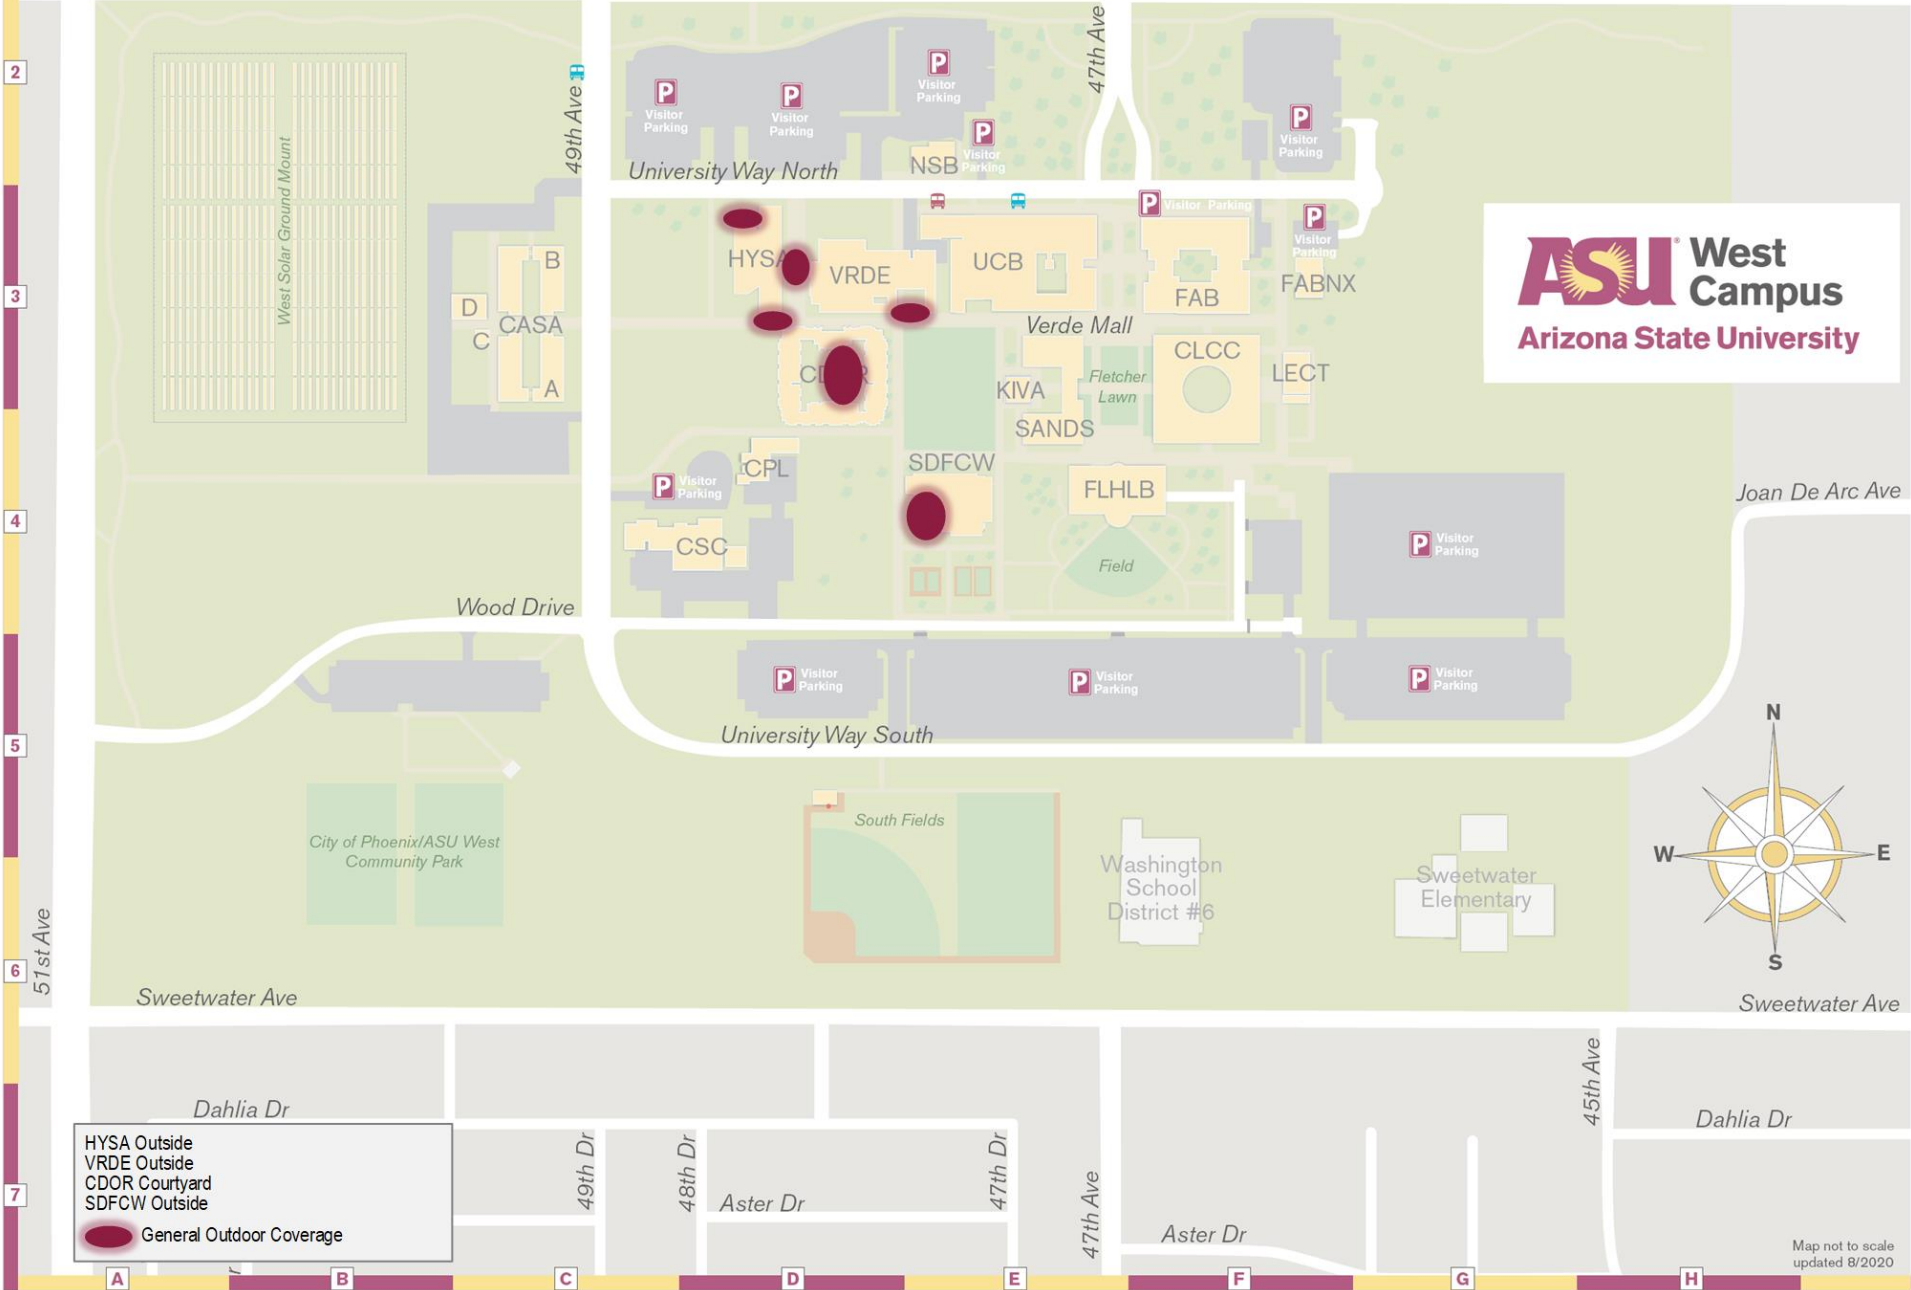 2
3
4
5
6
7
A
B
C
D
E
F
G
H
51st Ave
49th Ave
47th Ave
West Solar Ground Mount
Visitor
Parking
Visitor
Parking
Visitor
Parking
Visitor
Parking
Visitor
Parking
NSB
University Way North
Visitor Parking
Visitor
Parking
B
D
CASA
C
A
HYSA
VRDE
UCB
FAB
FABNX
Verde Mall
CDOR
CLCC
LECT
KIVA
Fletcher
Lawn
SANDS
SDFCW
CPL
Visitor
Parking
FLHLB
CSC
Field
Visitor
Parking
Joan De Arc Ave
Wood Drive
Visitor
Parking
Visitor
Parking
Visitor
Parking
University Way South
ASU West
Campus
Arizona State University
N
W
E
S
City of Phoenix/ASU West
Community Park
South Fields
Washington
School
District #6
Sweetwater
Elementary
Sweetwater Ave
Sweetwater Ave
Dahlia Dr
49th Dr
48th Dr
47th Dr
47th Ave
45th Ave
Dahlia Dr
Aster Dr
Aster Dr
HYSA Outside
VRDE Outside
CDOR Courtyard
SDFCW Outside
General Outdoor Coverage
Map not to scale
updated 8/2020